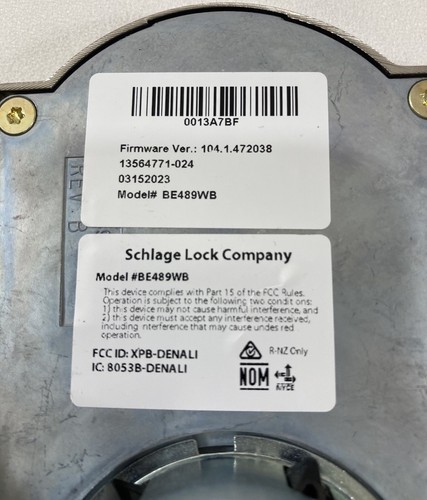 0013A7BF
Firmware Ver.: 104.1.472038
13564771-024
03152023
Model# BE489WB
REV. B
Schlage Lock Company
Model #BE489WB
This device complies with Part 15 of the FCC Rules.
Operation is subject to the following two conditions:
1) this device may not cause harmful interference, and
2) this device must accept any interference received,
including interference that may cause undes red
operation.
FCC ID: XPB-DENALI
IC: 8053B-DENALI
R-NZ Only
NOM
NYCE